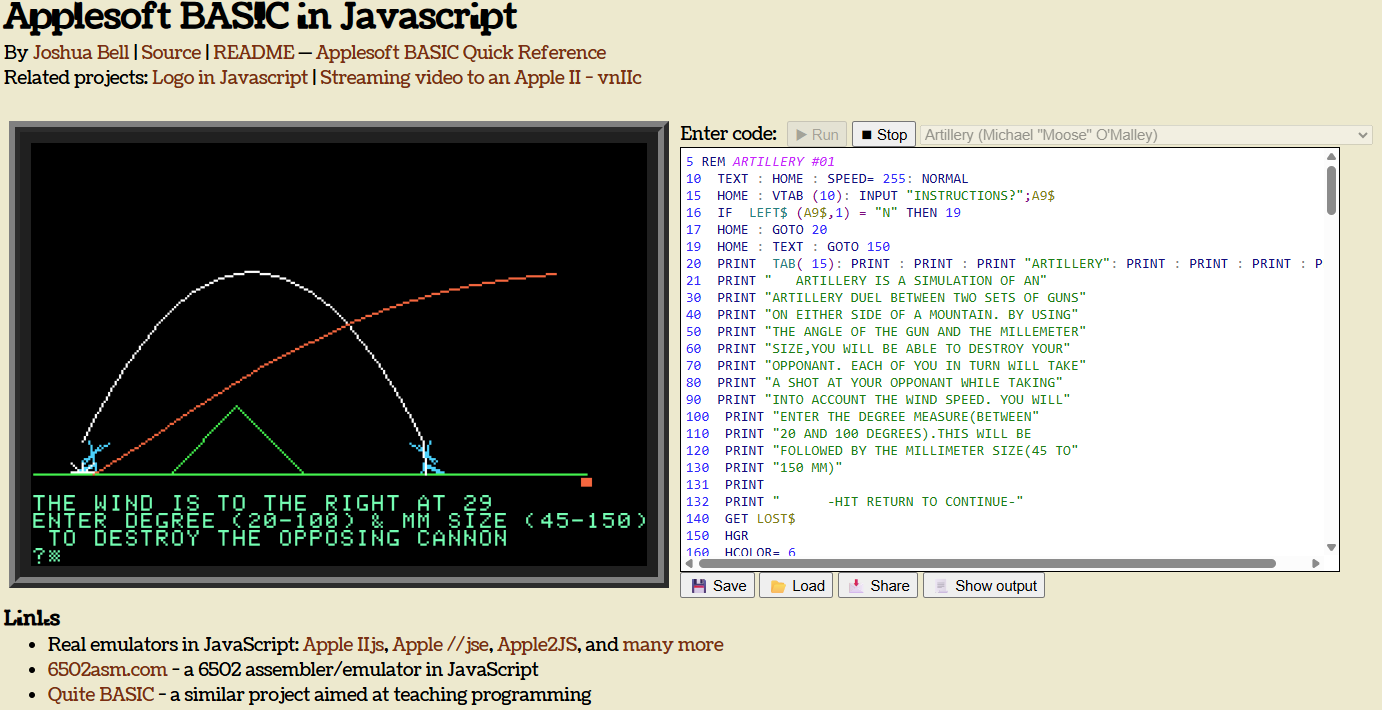 Applesoft BASIC in Javascript
By Joshua Bell | Source | README — Applesoft BASIC Quick Reference
Related projects: Logo in Javascript | Streaming video to an Apple II - vnIIc
THE WIND IS TO THE RIGHT AT 29
ENTER DEGREE (20-100) & MM SIZE (45-150)
TO DESTROY THE OPPOSING CANNON
?
Enter code: ▶ Run ■ Stop Artillery (Michael "Moose" O'Malley)
5 REM ARTILLERY #01
10 TEXT : HOME : SPEED= 255: NORMAL
15 HOME : VTAB (10): INPUT "INSTRUCTIONS?";A9$
16 IF LEFT$ (A9$,1) = "N" THEN 19
17 HOME : GOTO 20
19 HOME : TEXT : GOTO 150
20 PRINT TAB( 15): PRINT : PRINT : PRINT "ARTILLERY": PRINT : PRINT : PRINT : P
21 PRINT "   ARTILLERY IS A SIMULATION OF AN"
30 PRINT "ARTILLERY DUEL BETWEEN TWO SETS OF GUNS"
40 PRINT "ON EITHER SIDE OF A MOUNTAIN. BY USING"
50 PRINT "THE ANGLE OF THE GUN AND THE MILLEMETER"
60 PRINT "SIZE,YOU WILL BE ABLE TO DESTROY YOUR"
70 PRINT "OPPONANT. EACH OF YOU IN TURN WILL TAKE"
80 PRINT "A SHOT AT YOUR OPPONANT WHILE TAKING"
90 PRINT "INTO ACCOUNT THE WIND SPEED. YOU WILL"
100 PRINT "ENTER THE DEGREE MEASURE(BETWEEN"
110 PRINT "20 AND 100 DEGREES).THIS WILL BE
120 PRINT "FOLLOWED BY THE MILLIMETER SIZE(45 TO"
130 PRINT "150 MM)"
131 PRINT
132 PRINT "      -HIT RETURN TO CONTINUE-"
140 GET LOST$
150 HGR
160 HCOLOR= 6
Save Load Share Show output
Links
• Real emulators in JavaScript: Apple IIjs, Apple //jse, Apple2JS, and many more
• 6502asm.com - a 6502 assembler/emulator in JavaScript
• Quite BASIC - a similar project aimed at teaching programming